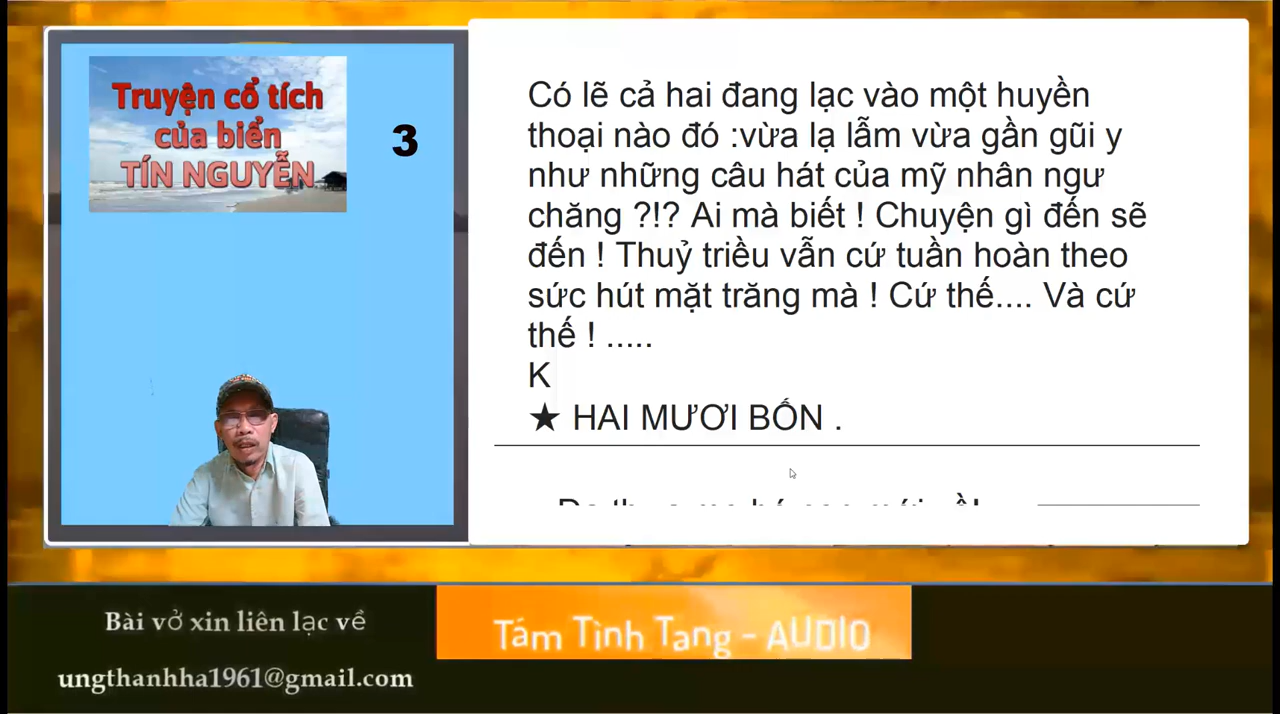 Truyện cổ tích
của biển
TÍN NGUYỄN
3
Có lẽ cả hai đang lạc vào một huyền
thoại nào đó :vừa lạ lẫm vừa gần gũi y
như những câu hát của mỹ nhân ngư
chăng ?!? Ai mà biết ! Chuyện gì đến sẽ
đến ! Thuỷ triều vẫn cứ tuần hoàn theo
sức hút mặt trăng mà ! Cứ thế.... Và cứ
thế ! .....
K
★ HAI MƯƠI BỐN .
Bài vở xin liên lạc về
ungthanhha1961@gmail.com
Tám Tình Tang - AUDIO